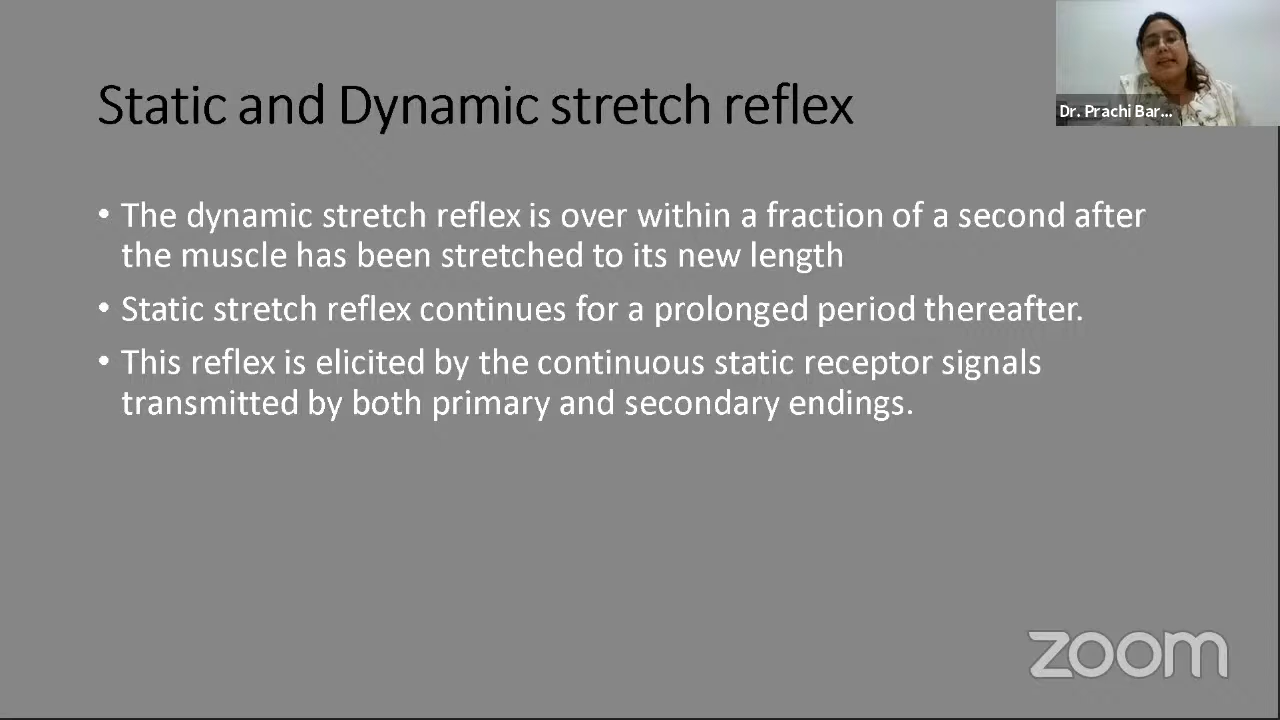 Static and Dynamic stretch reflex
Dr. Prachi Bar...
• The dynamic stretch reflex is over within a fraction of a second after
the muscle has been stretched to its new length
• Static stretch reflex continues for a prolonged period thereafter.
• This reflex is elicited by the continuous static receptor signals
transmitted by both primary and secondary endings.
zoom